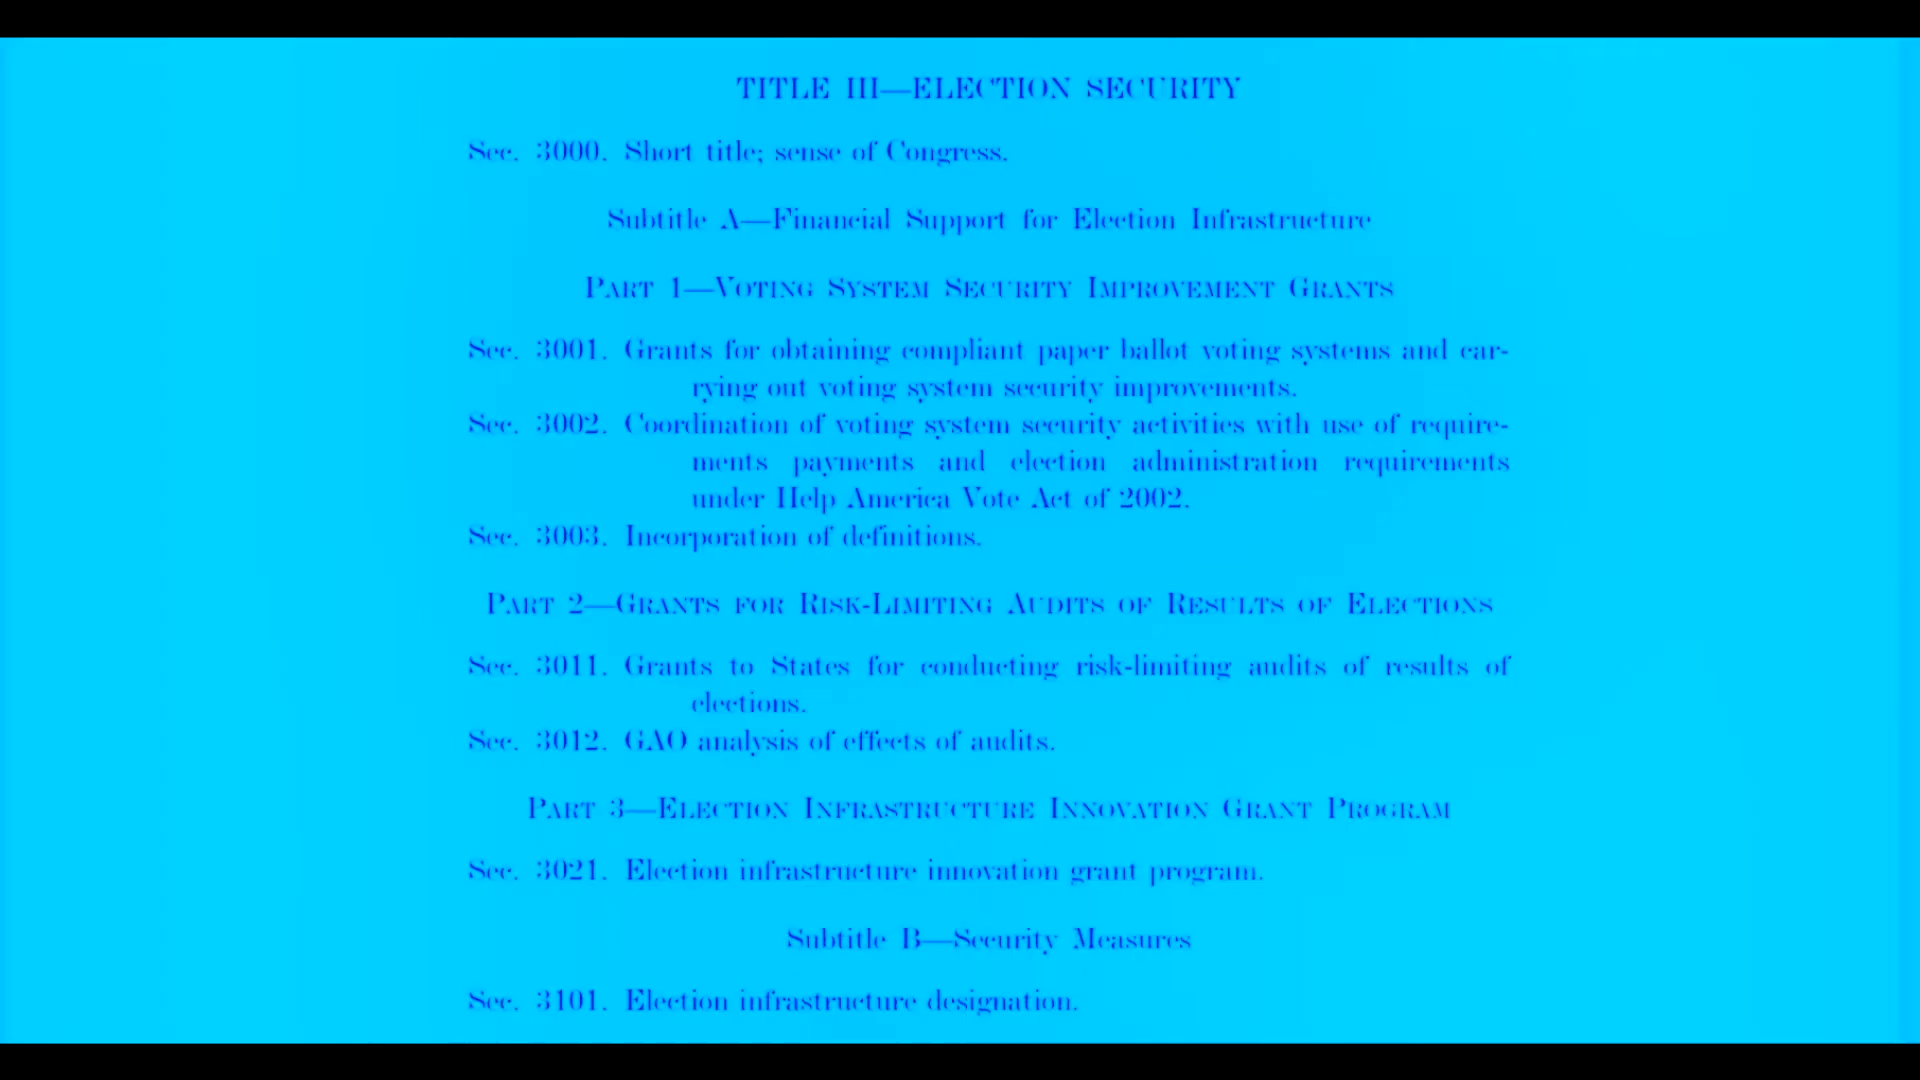 TITLE III—ELECTION SECURITY
Sec. 3000. Short title; sense of Congress.
Subtitle A—Financial Support for Election Infrastructure
PART 1—VOTING SYSTEM SECURITY IMPROVEMENT GRANTS
Sec. 3001. Grants for obtaining compliant paper ballot voting systems and car-
rying out voting system security improvements.
Sec. 3002. Coordination of voting system security activities with use of require-
ments payments and election administration requirements
under Help America Vote Act of 2002.
Sec. 3003. Incorporation of definitions.
PART 2—GRANTS FOR RISK-LIMITING AUDITS OF RESULTS OF ELECTIONS
Sec. 3011. Grants to States for conducting risk-limiting audits of results of
elections.
Sec. 3012. GAO analysis of effects of audits.
PART 3—ELECTION INFRASTRUCTURE INNOVATION GRANT PROGRAM
Sec. 3021. Election infrastructure innovation grant program.
Subtitle B—Security Measures
Sec. 3101. Election infrastructure designation.